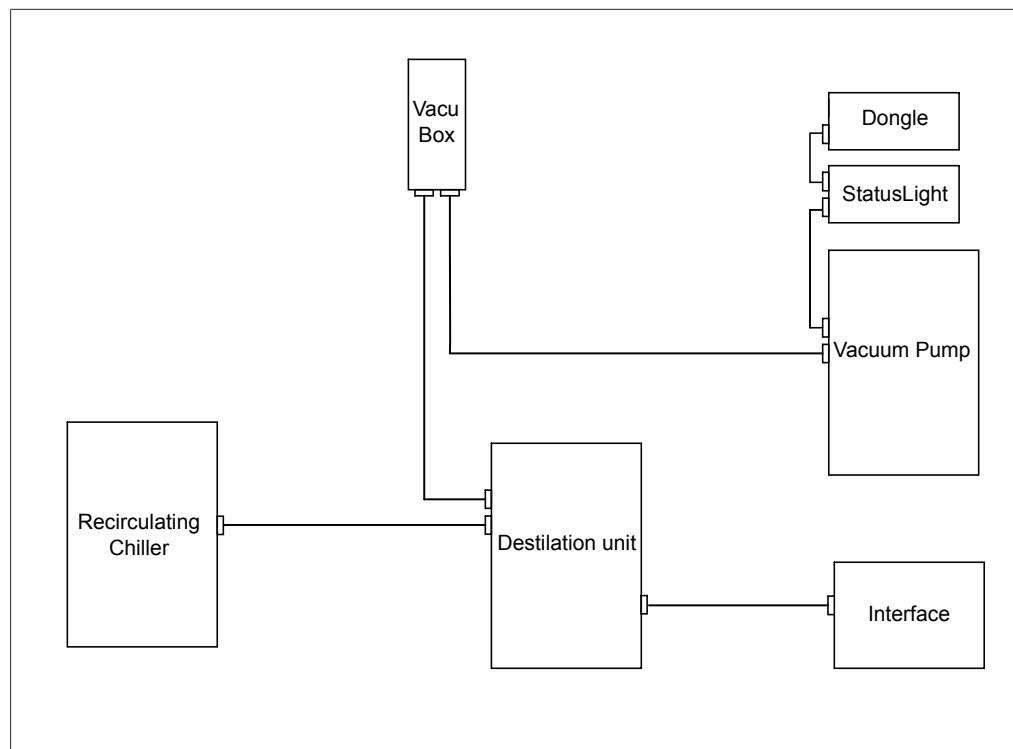 Vacu
Box
Dongle
StatusLight
Vacuum Pump
Recirculating
Chiller
Destilation unit
Interface